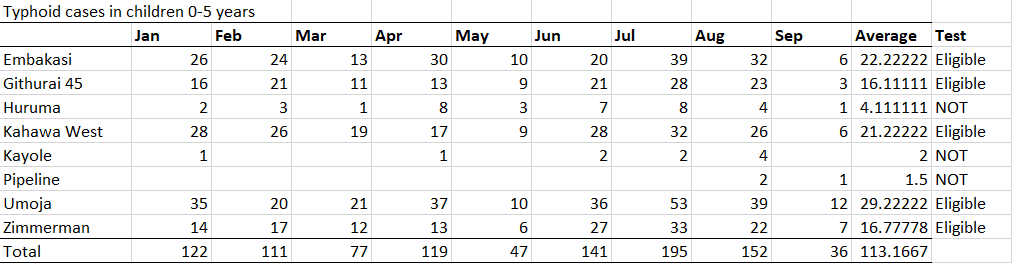 Typhoid cases in children 0-5 years
Jan Feb Mar Apr May Jun Jul Aug Sep Average Test
Embakasi 26 24 13 30 10 20 39 32 6 22.22222 Eligible
Githurai 45 16 21 11 13 9 21 28 23 3 16.11111 Eligible
Huruma 2 3 1 8 3 7 8 4 1 4.111111 NOT
Kahawa West 28 26 19 17 9 28 32 26 6 21.22222 Eligible
Kayole 1 1 2 2 4 2 NOT
Pipeline 2 1 1.5 NOT
Umoja 35 20 21 37 10 36 53 39 12 29.22222 Eligible
Zimmerman 14 17 12 13 6 27 33 22 7 16.77778 Eligible
Total 122 111 77 119 47 141 195 152 36 113.1667